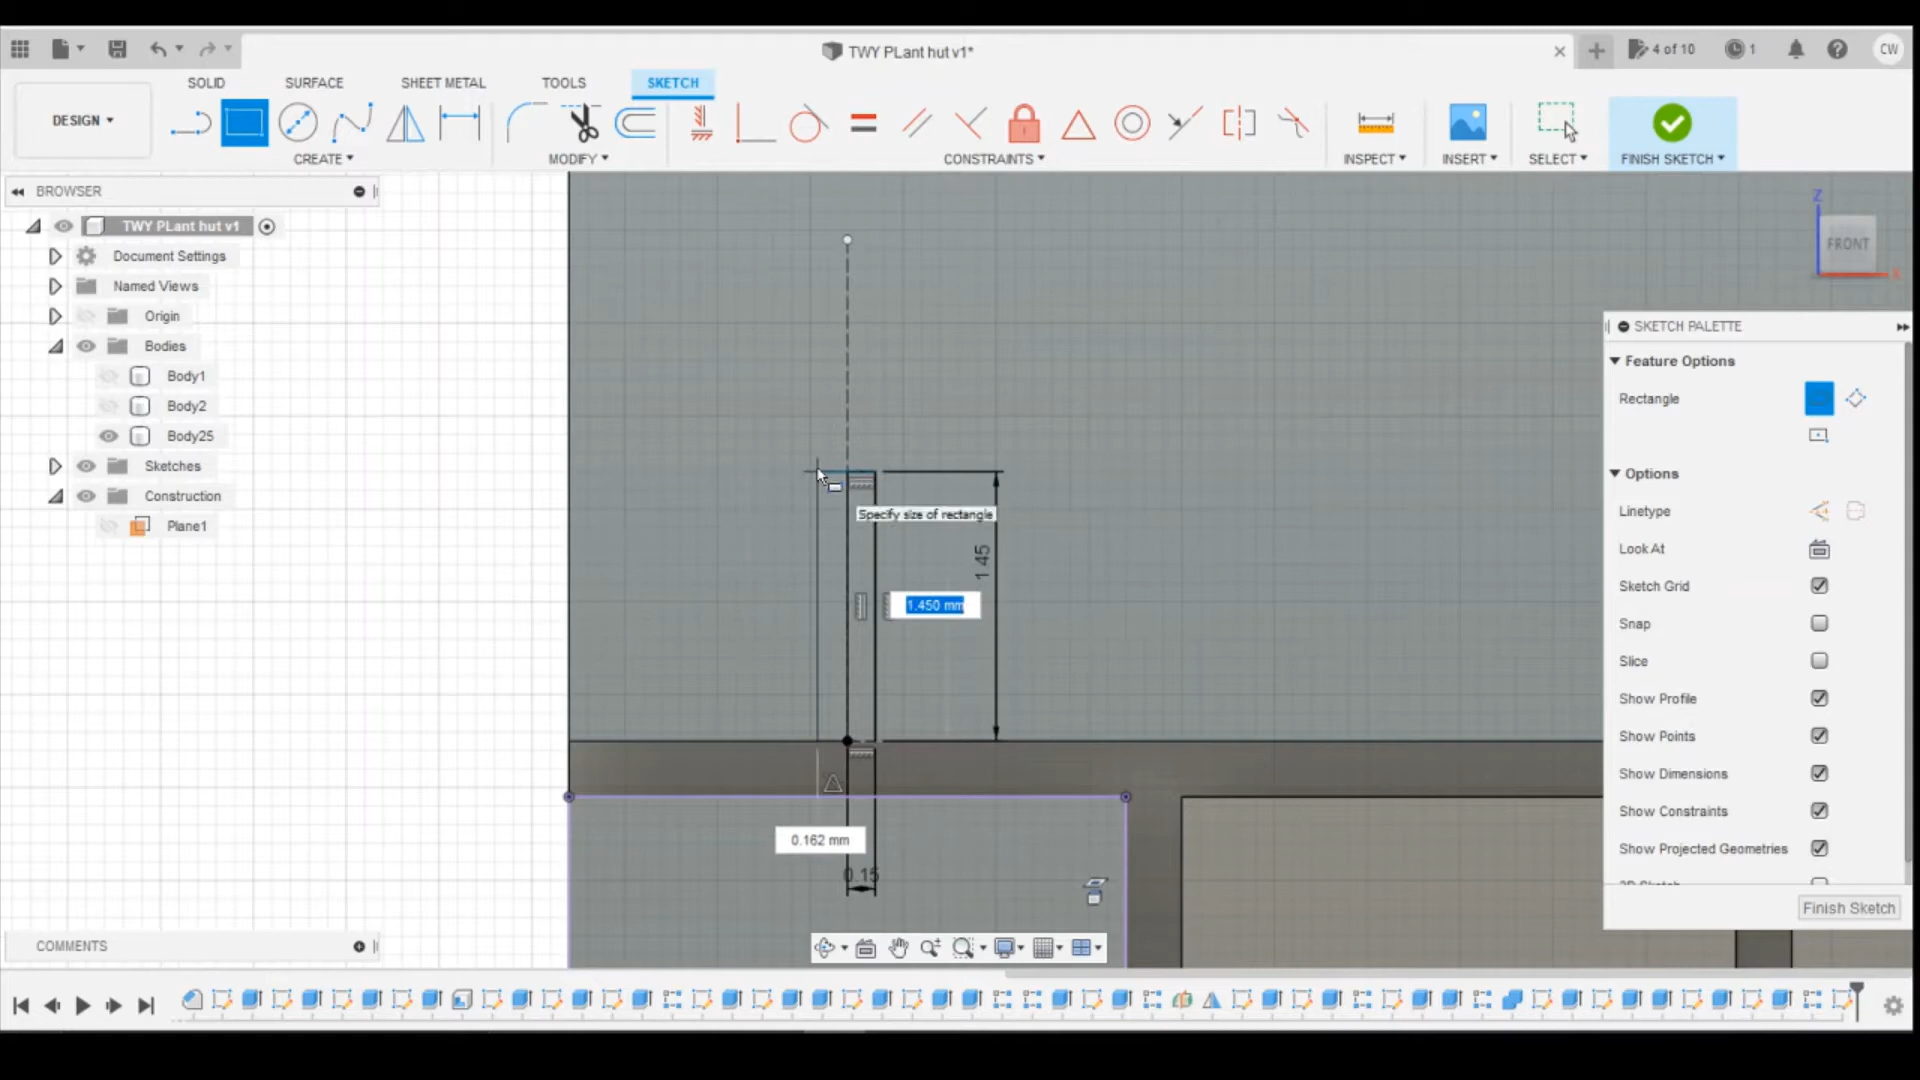 TWY PLant hut v1*
4 of 10
1
CW
SOLID
SURFACE
SHEET METAL
TOOLS
SKETCH
DESIGN
CREATE
MODIFY
CONSTRAINTS
INSPECT
INSERT
SELECT
FINISH SKETCH
BROWSER
TWY PLant hut v1
Document Settings
Named Views
Origin
Bodies
Body1
Body2
Body25
Sketches
Construction
Plane1
Z
FRONT
X
Specify size of rectangle
1.45
1.450 mm
0.162 mm
0.15
SKETCH PALETTE
Feature Options
Rectangle
Options
Linetype
Look At
Sketch Grid
Snap
Slice
Show Profile
Show Points
Show Dimensions
Show Constraints
Show Projected Geometries
3D Sketch
Finish Sketch
COMMENTS